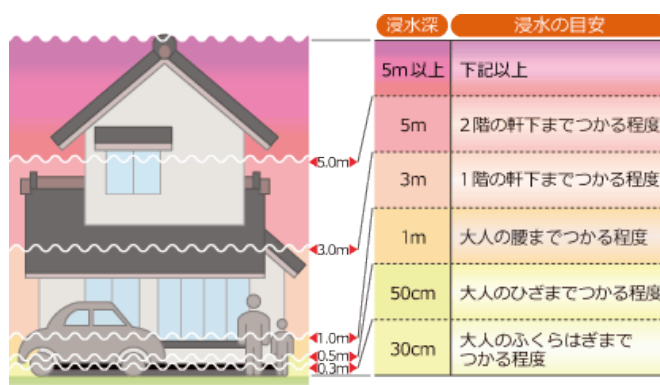 浸水深 浸水の目安
5m以上 下記以上
5m 2階の軒下までつかる程度
3m 1階の軒下までつかる程度
1m 大人の腰までつかる程度
50cm 大人のひざまでつかる程度
30cm 大人のふくらはぎまで
つかる程度
5.0m
3.0m
1.0m
0.5m
0.3m